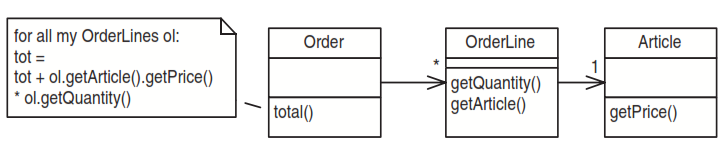 for all my OrderLines ol:
tot =
tot + ol.getArticle().getPrice()
* ol.getQuantity()
Order
total()
*
OrderLine
getQuantity()
getArticle()
1
Article
getPrice()